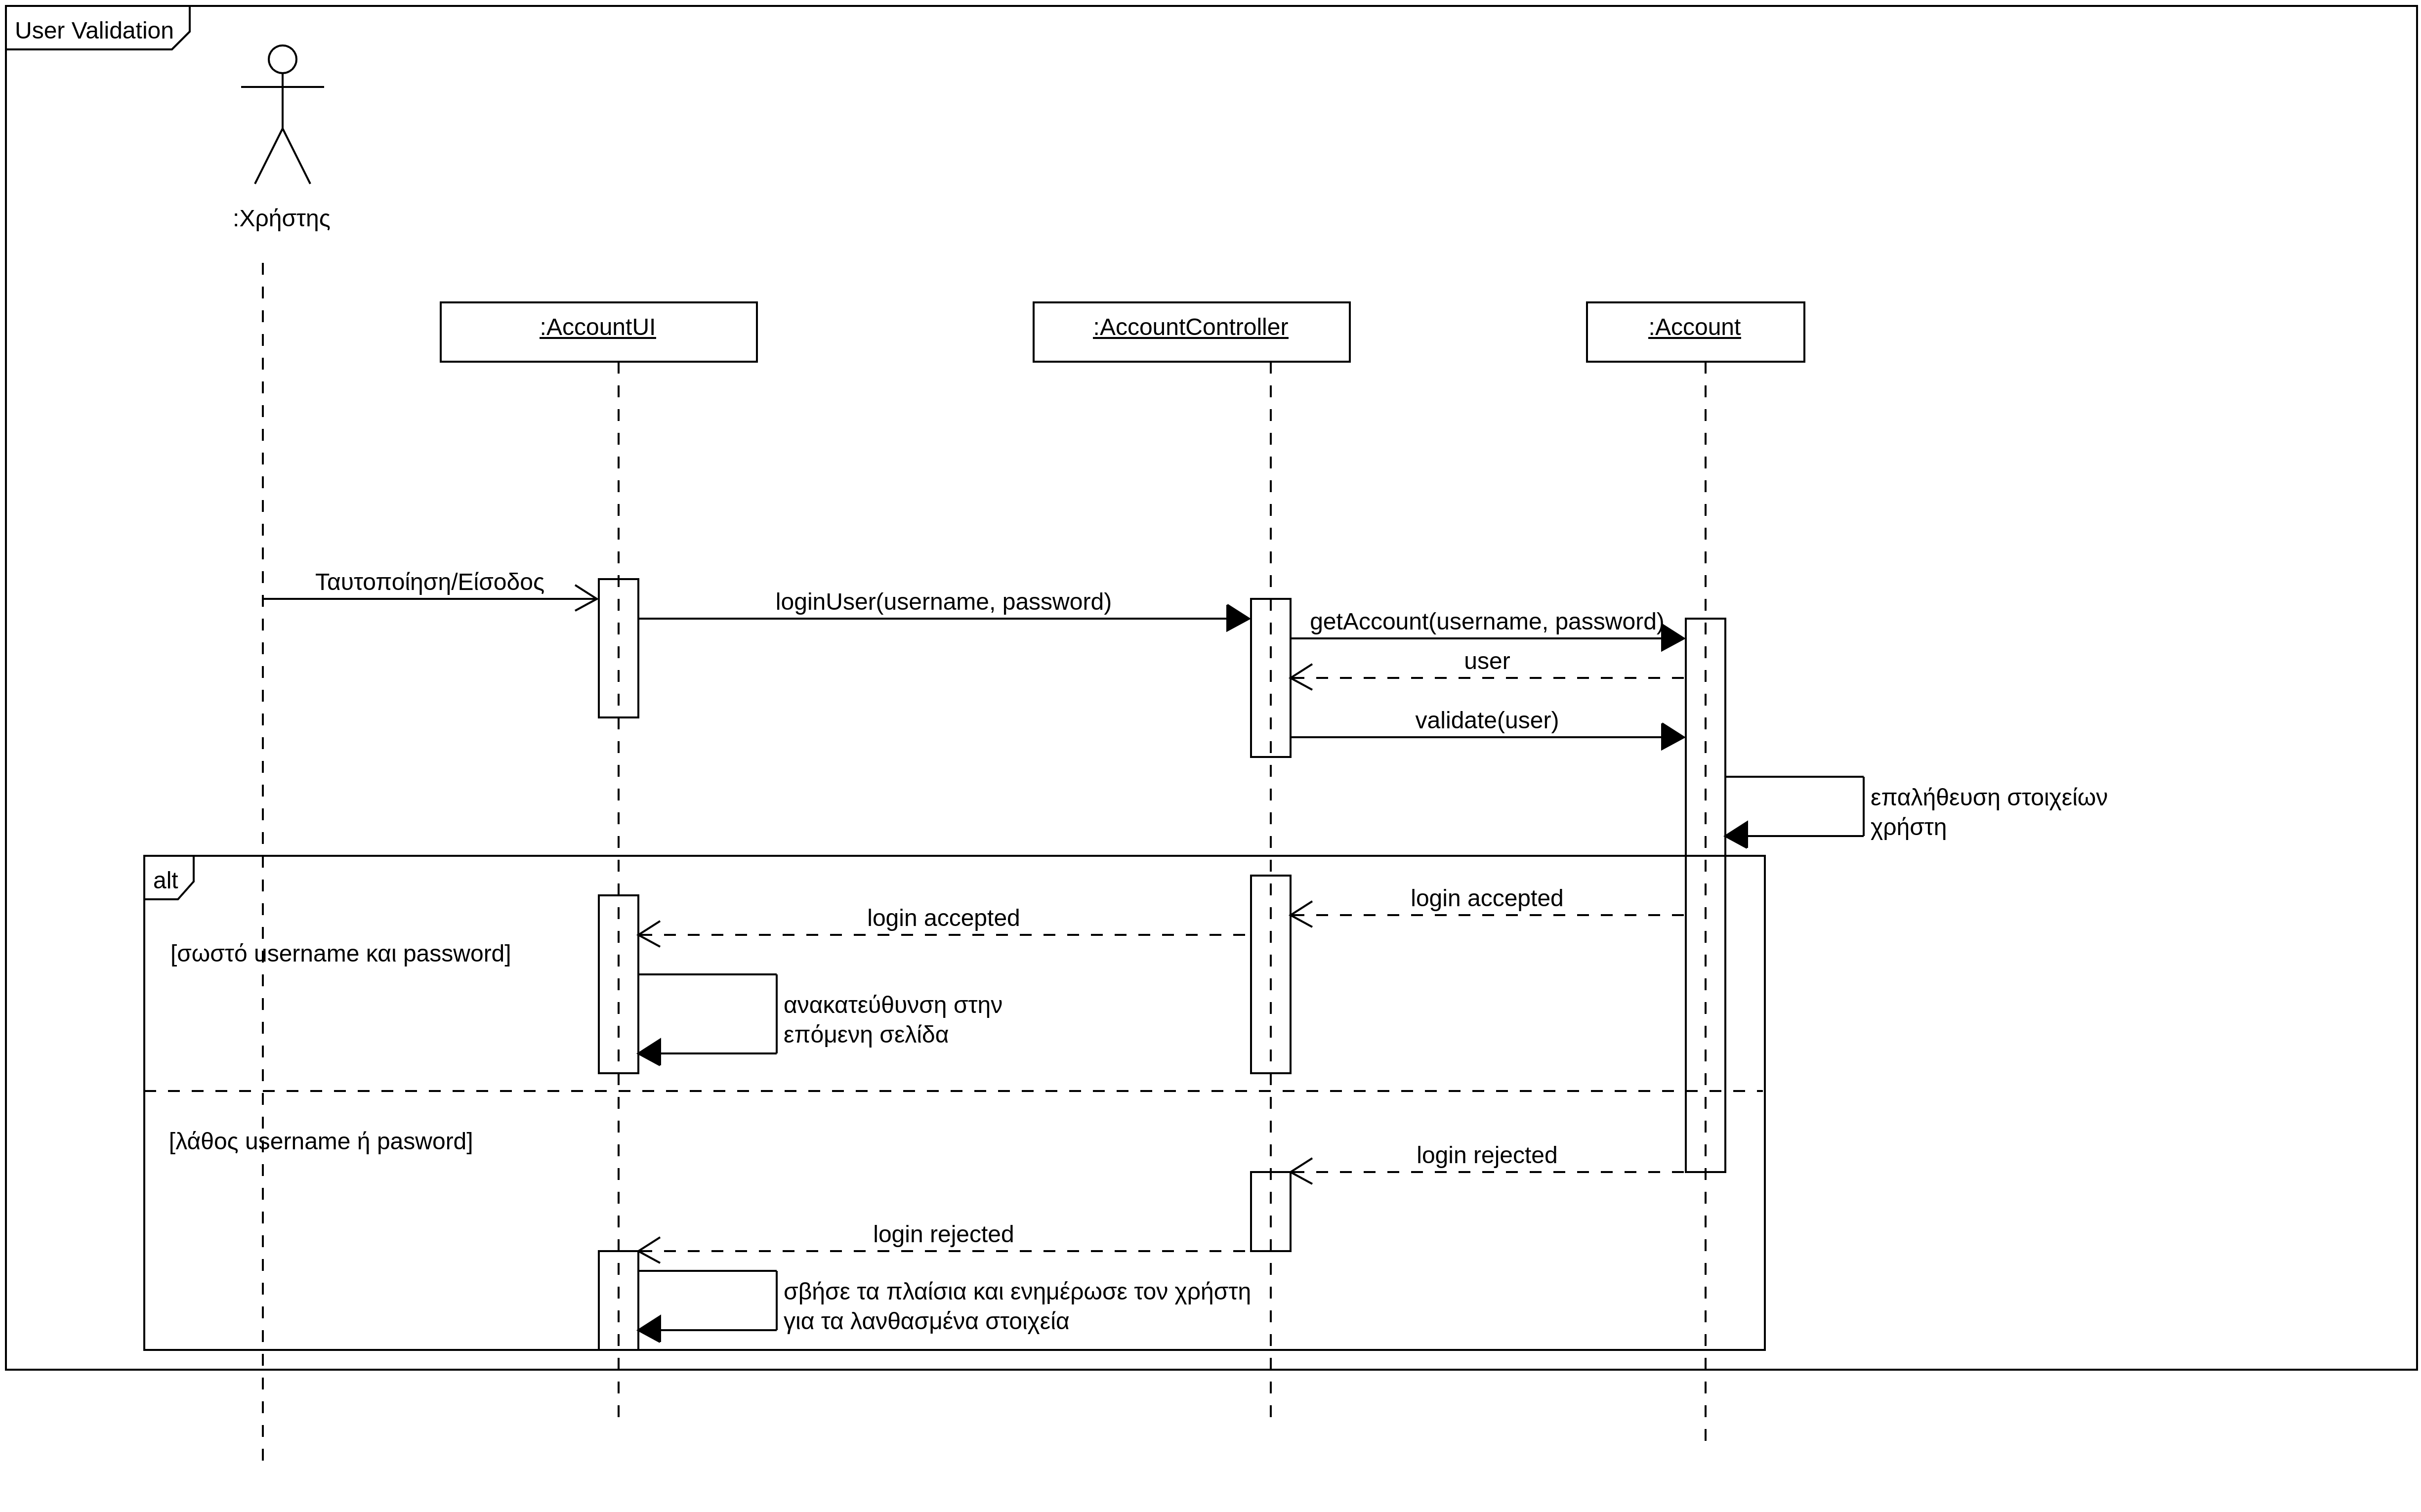 User Validation
:Χρήστης
:AccountUI
:AccountController
:Account
Ταυτοποίηση/Είσοδος
loginUser(username, password)
getAccount(username, password)
user
validate(user)
επαλήθευση στοιχείων
χρήστη
alt
login accepted
login accepted
[σωστό username και password]
ανακατεύθυνση στην
επόμενη σελίδα
[λάθος username ή pasword]
login rejected
login rejected
σβήσε τα πλαίσια και ενημέρωσε τον χρήστη
για τα λανθασμένα στοιχεία